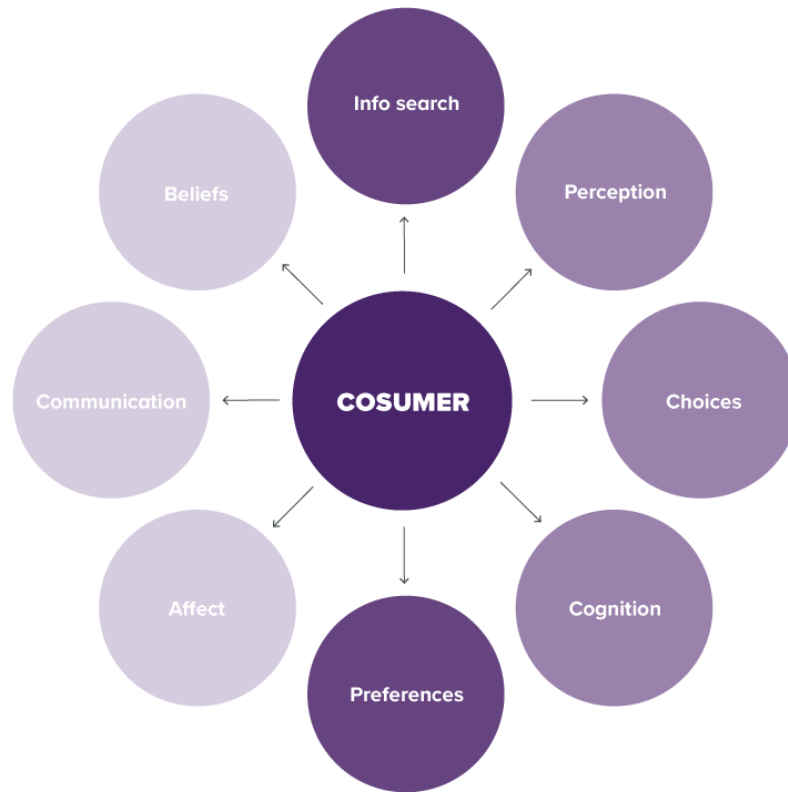 Info search
Beliefs
Perception
Communication
COSUMER
Choices
Affect
Cognition
Preferences